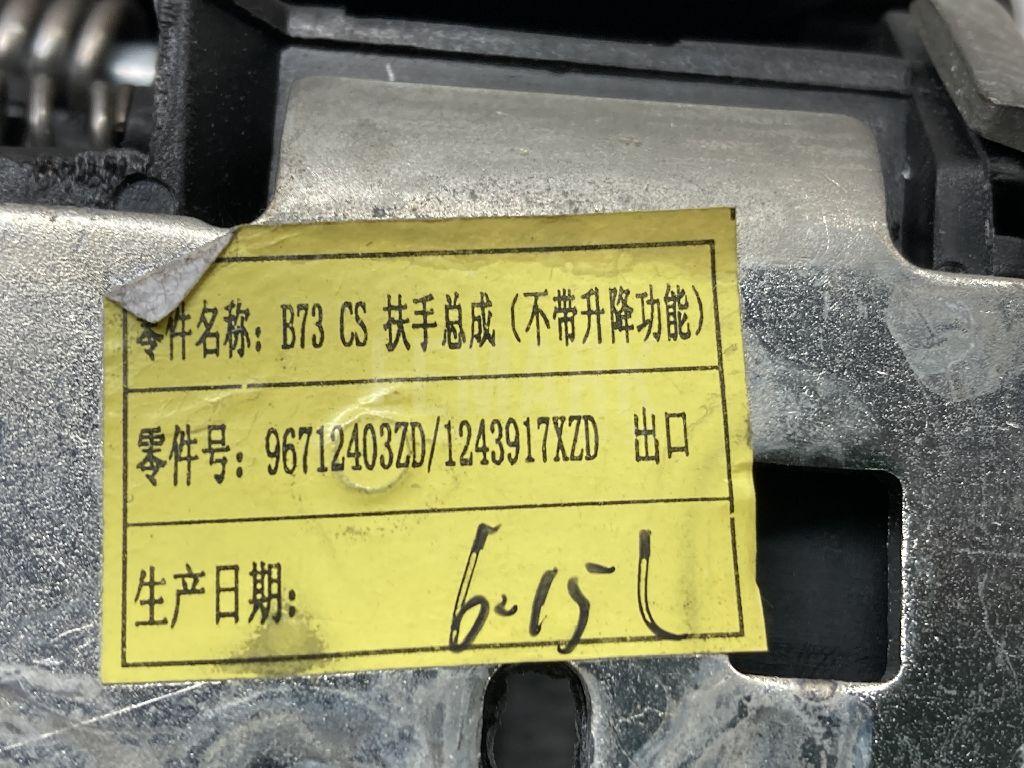 零件名称: B73 CS 扶手总成 (不带升降功能)
零件号: 96712403ZD/1243917XZD 出口
生产日期: 6-15 L